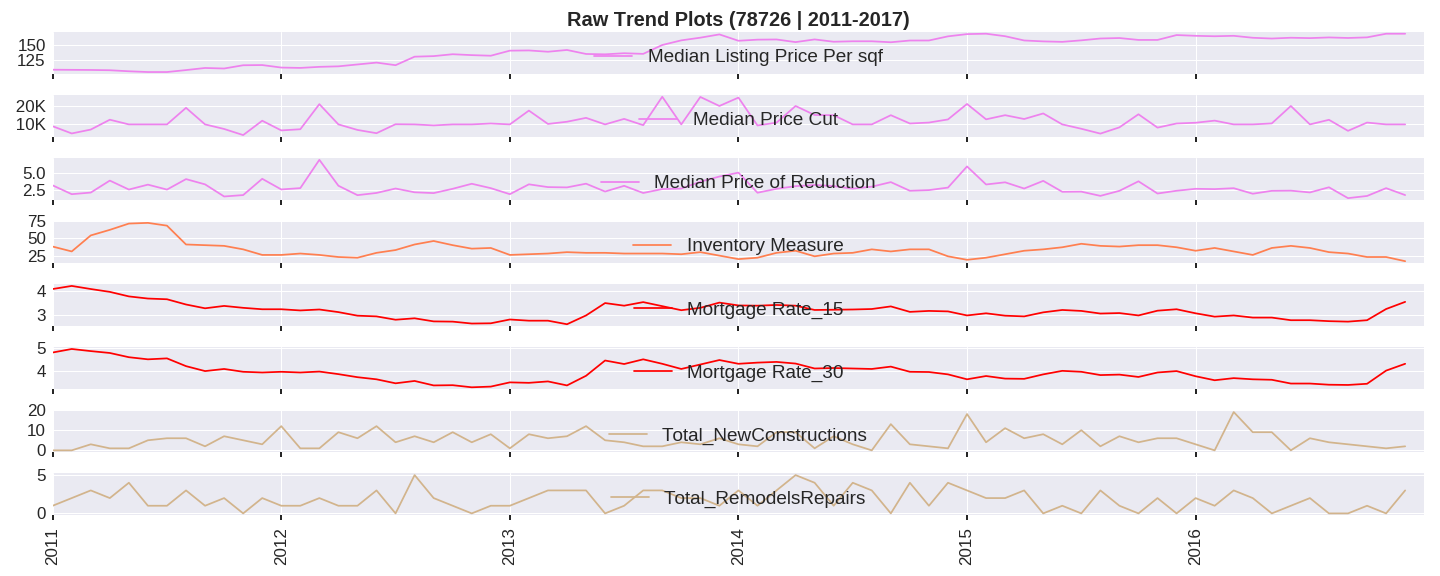 Raw Trend Plots (78726 | 2011-2017)
150
125
Median Listing Price Per sqf
20K
10K
Median Price Cut
5.0
2.5
Median Price of Reduction
75
50
25
Inventory Measure
4
3
Mortgage Rate_15
5
4
Mortgage Rate_30
20
10
0
Total_NewConstructions
5
0
Total_RemodelsRepairs
2011 2012 2013 2014 2015 2016